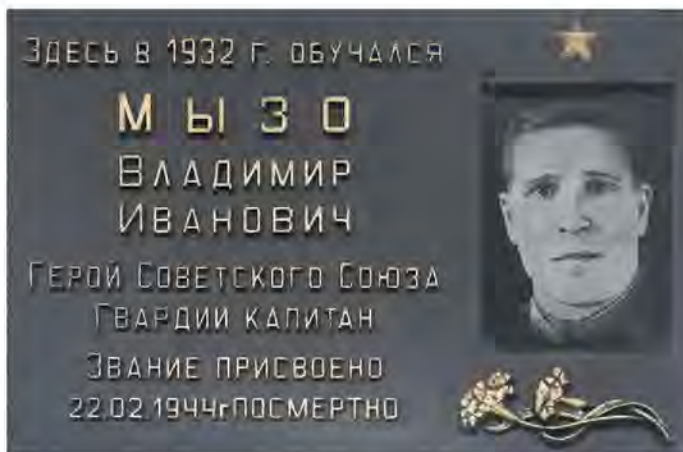 Здесь в 1932 г. обучался
Мызо
Владимир
Иванович
Герой Советского Союза
Гвардии капитан
Звание присвоено
22.02.1944г посмертно